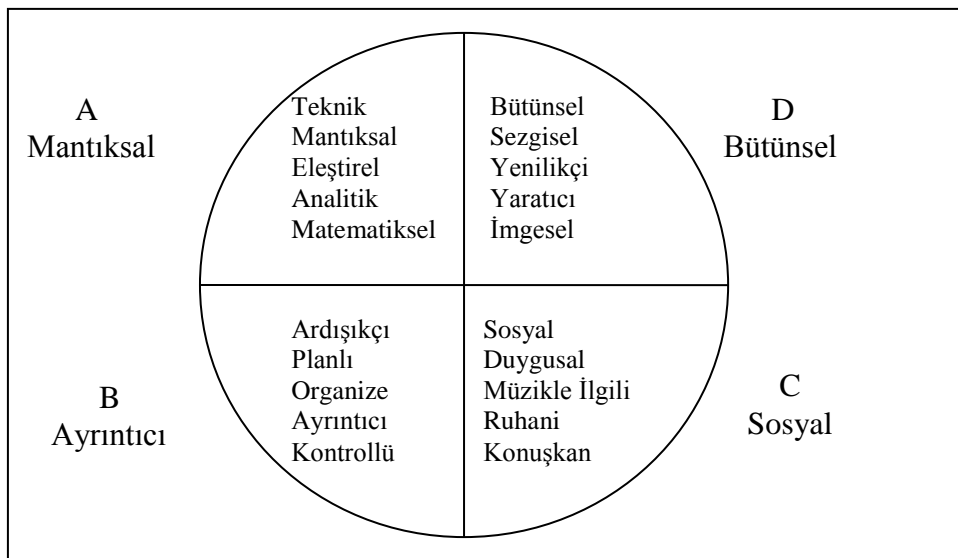 A
Mantıksal
Teknik
Mantıksal
Eleştirel
Analitik
Matematiksel
Bütünsel
Sezgisel
Yenilikçi
Yaratıcı
İmgesel
D
Bütünsel
B
Ayrıntıcı
Ardışıkçı
Planlı
Organize
Ayrıntıcı
Kontrollü
Sosyal
Duygusal
Müzikle İlgili
Ruhani
Konuşkan
C
Sosyal